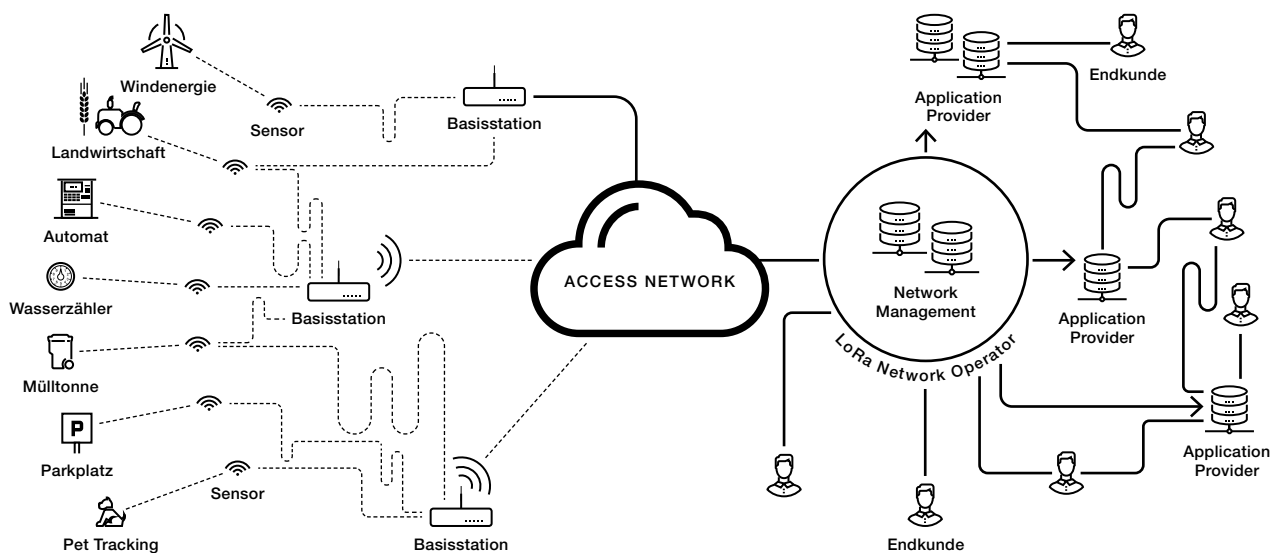 Windenergie
Sensor
Basisstation
Landwirtschaft
Automat
Wasserzähler
Basisstation
Mülltonne
P
Parkplatz
Sensor
Pet Tracking
Basisstation
ACCESS NETWORK
Network
Management
LoRa Network Operator
Application
Provider
Endkunde
Application
Provider
Application
Provider
Endkunde